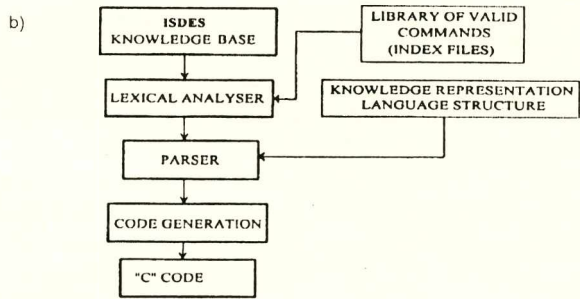 b)
ISDES
KNOWLEDGE BASE
LIBRARY OF VALID
COMMANDS
(INDEX FILES)
LEXICAL ANALYSER
KNOWLEDGE REPRESENTATION
LANGUAGE STRUCTURE
PARSER
CODE GENERATION
"C" CODE